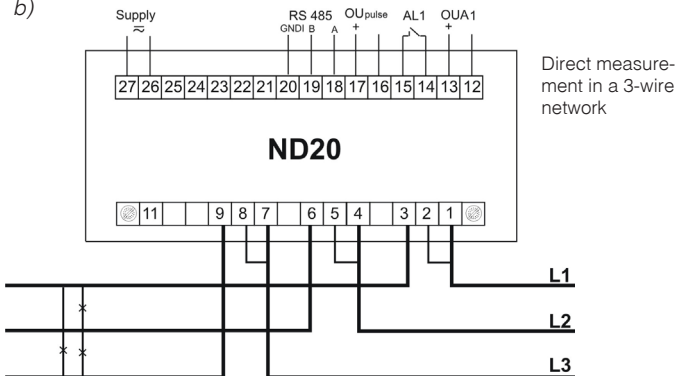 b)
Supply RS 485 OUpulse AL1 OUA1
GNDI B A + +
Direct measure-
ment in a 3-wire
network
27 26 25 24 23 22 21 20 19 18 17 16 15 14 13 12
ND20
11 9 8 7 6 5 4 3 2 1
L1
L2
L3